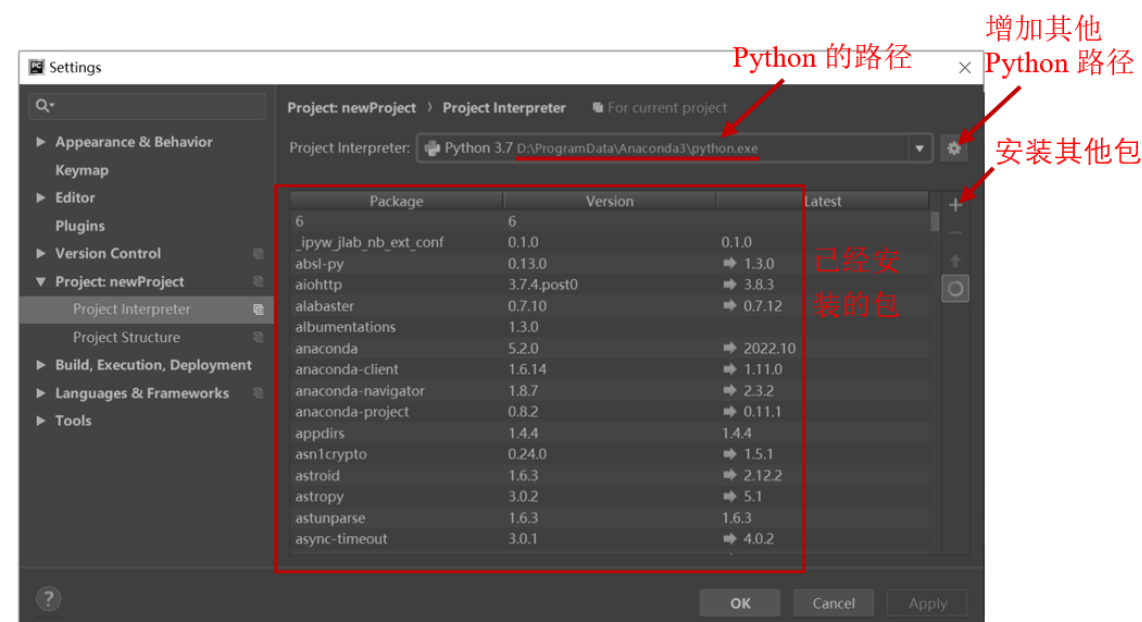 增加其他
Python 的路径
Python 路径
Settings
Project: newProject › Project Interpreter For current project
Appearance & Behavior
Project Interpreter: Python 3.7 D:\ProgramData\Anaconda3\python.exe
安装其他包
Keymap
Editor
Plugins
Version Control
Project: newProject
Project Interpreter
Project Structure
Build, Execution, Deployment
Languages & Frameworks
Tools
Package Version Latest
6 6
_ipyw_jlab_nb_ext_conf 0.1.0 0.1.0
absl-py 0.13.0 1.3.0
aiohttp 3.7.4.post0 3.8.3
alabaster 0.7.10 0.7.12
albumentations 1.3.0
anaconda 5.2.0 2022.10
anaconda-client 1.6.14 1.11.0
anaconda-navigator 1.8.7 2.3.2
anaconda-project 0.8.2 0.11.1
appdirs 1.4.4 1.4.4
asn1crypto 0.24.0 1.5.1
astroid 1.6.3 2.12.2
astropy 3.0.2 5.1
astunparse 1.6.3 1.6.3
async-timeout 3.0.1 4.0.2
已经安
装的包
? OK Cancel Apply